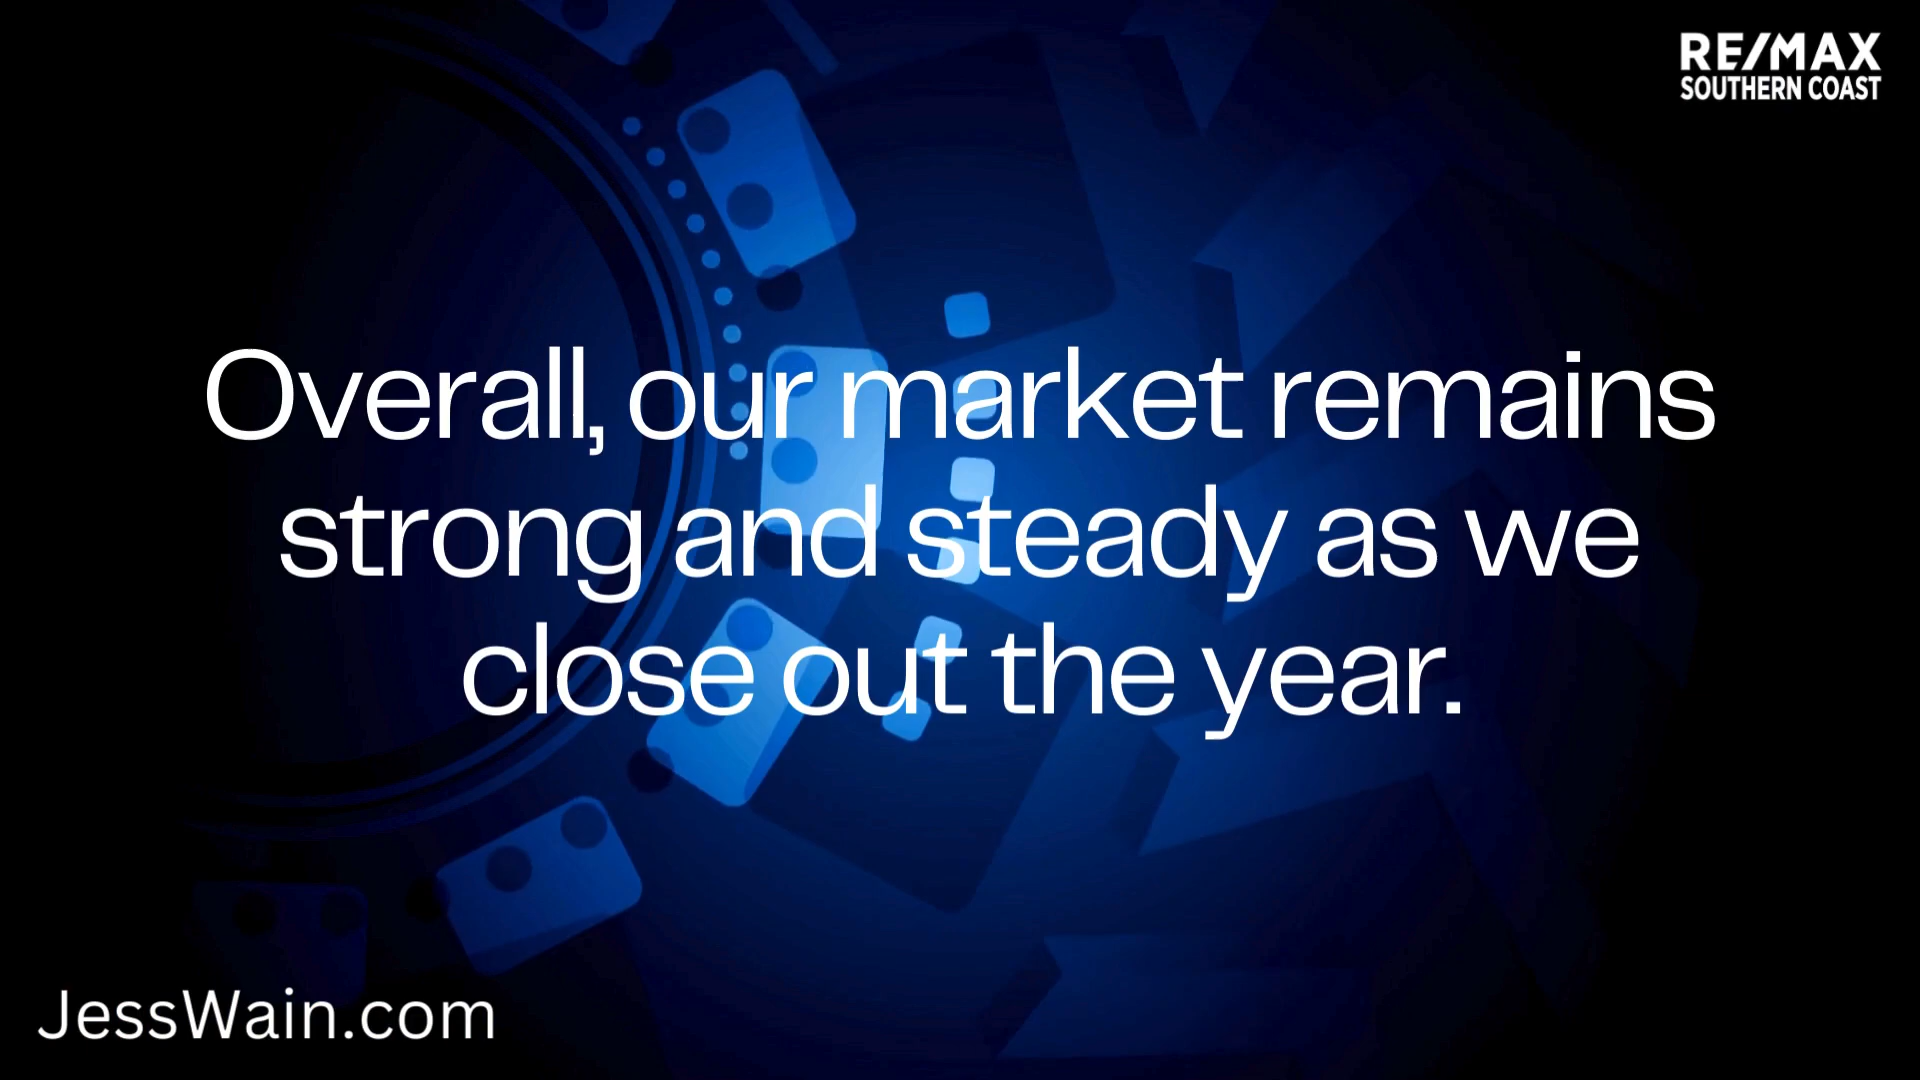 RE/MAX
SOUTHERN COAST
Overall, our market remains
strong and steady as we
close out the year.
JessWain.com